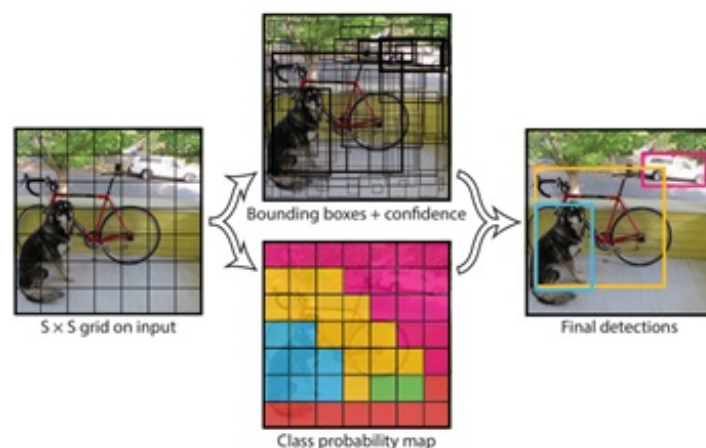 Bounding boxes + confidence
S × S grid on input
Final detections
Class probability map